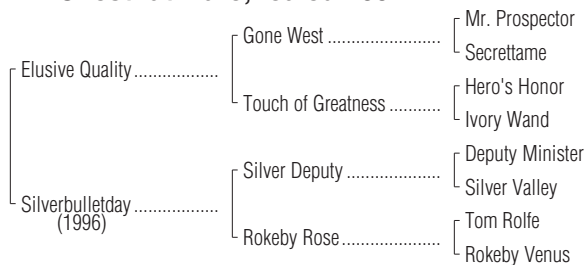 Mr. Prospector
Gone West
Secrettame
Elusive Quality
Hero's Honor
Touch of Greatness
Ivory Wand
Deputy Minister
Silver Deputy
Silver Valley
Silverbulletday
(1996)
Tom Rolfe
Rokeby Rose
Rokeby Venus